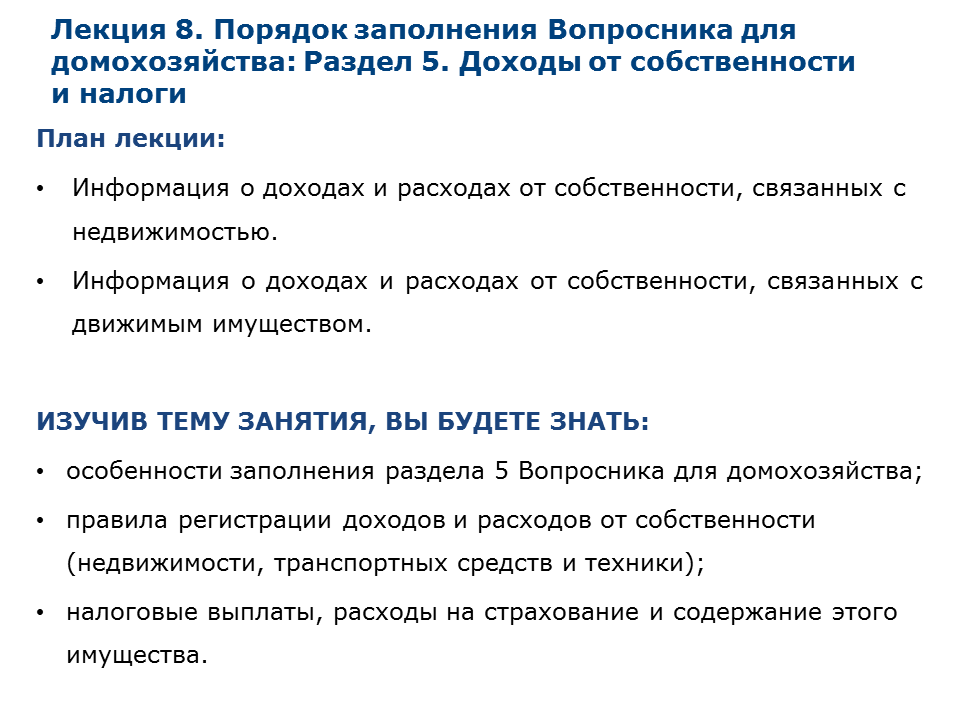 Лекция 8. Порядок заполнения Вопросника для
домохозяйства: Раздел 5. Доходы от собственности
и налоги
План лекции:
• Информация о доходах и расходах от собственности, связанных с
недвижимостью.
• Информация о доходах и расходах от собственности, связанных с
движимым имуществом.
ИЗУЧИВ ТЕМУ ЗАНЯТИЯ, ВЫ БУДЕТЕ ЗНАТЬ:
• особенности заполнения раздела 5 Вопросника для домохозяйства;
• правила регистрации доходов и расходов от собственности
(недвижимости, транспортных средств и техники);
• налоговые выплаты, расходы на страхование и содержание этого
имущества.